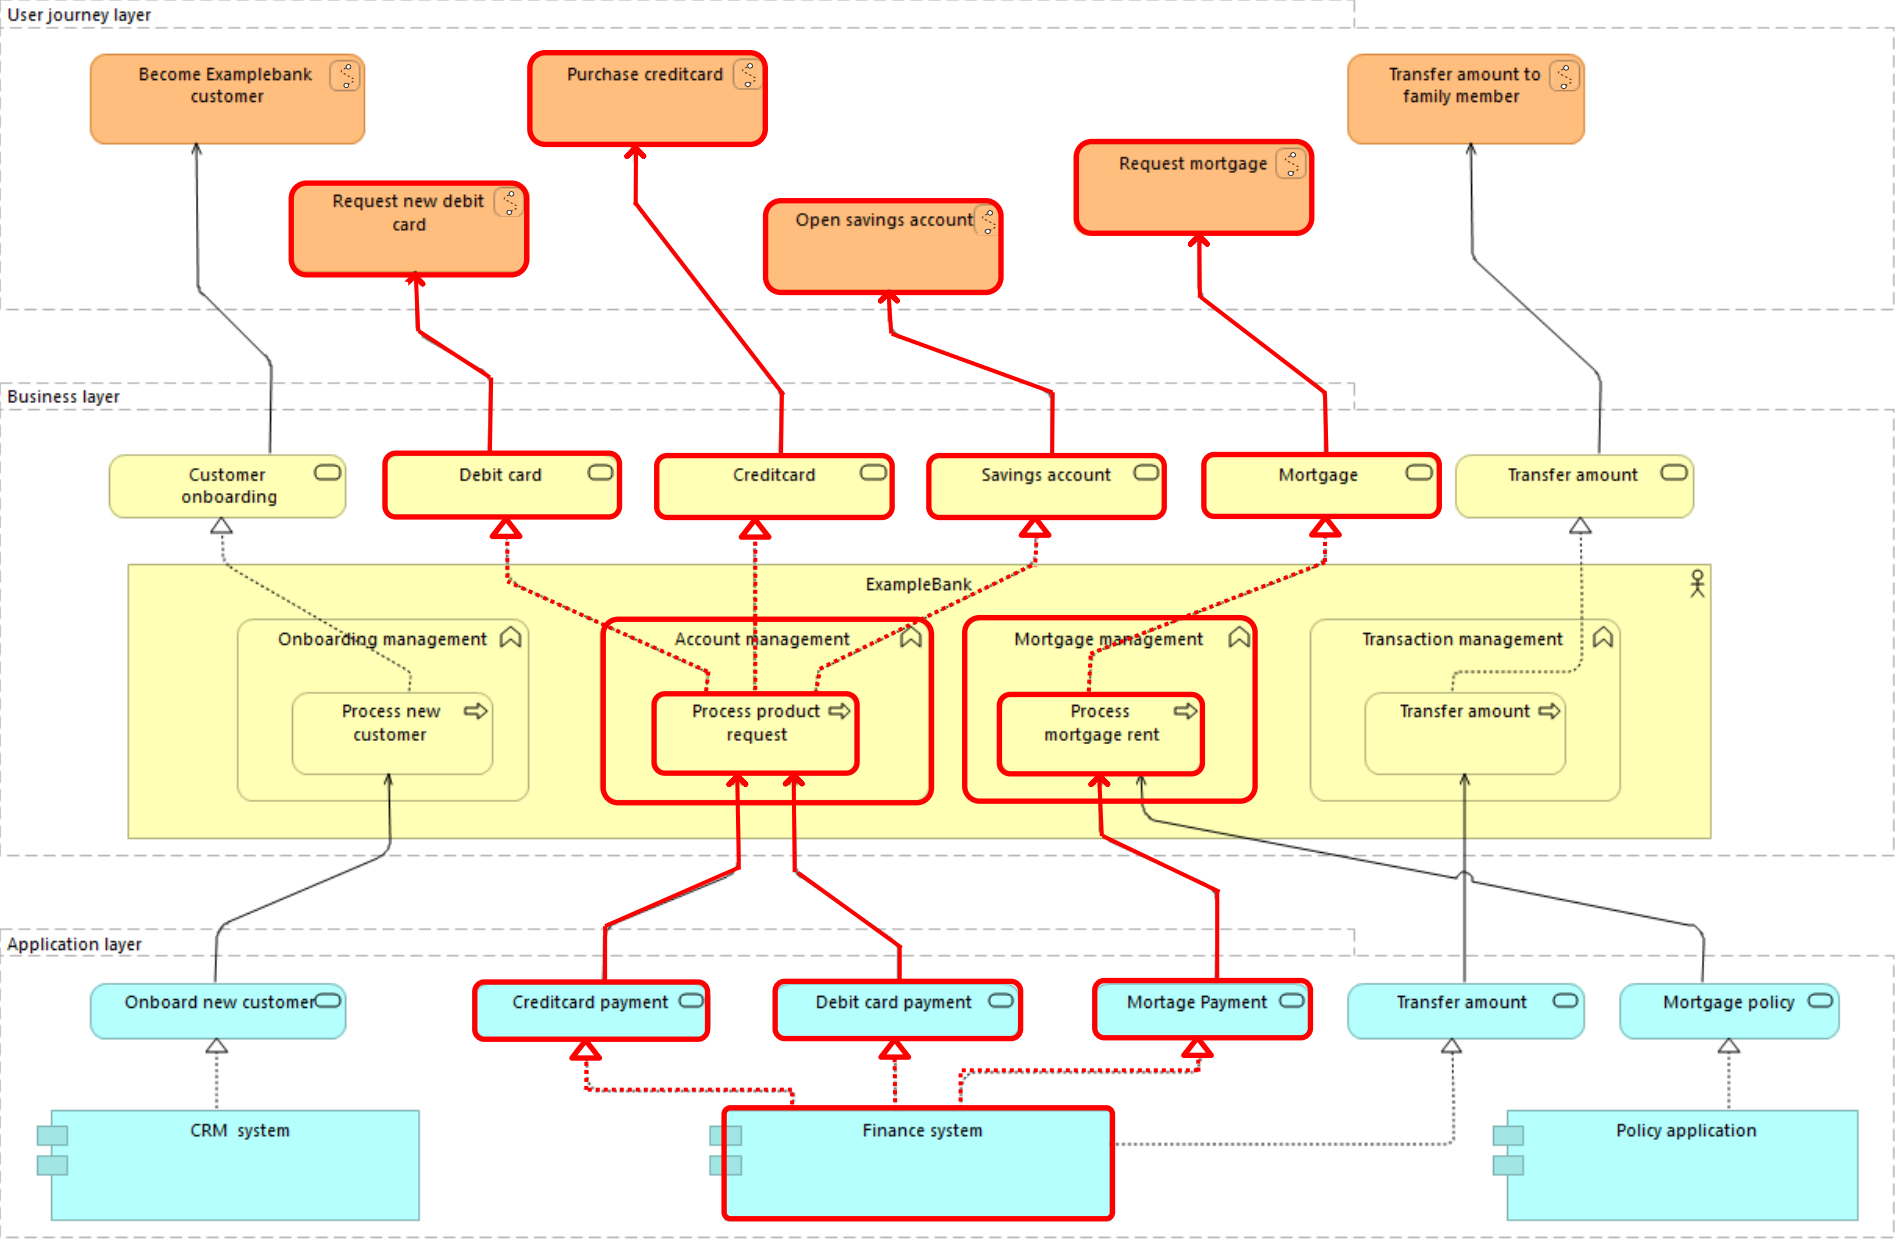 User journey layer
Become Examplebank
customer
Purchase creditcard
Transfer amount to
family member
Request mortgage
Request new debit
card
Open savings account
Business layer
Customer
onboarding
Debit card
Creditcard
Savings account
Mortgage
Transfer amount
ExampleBank
Onboarding management
Account management
Mortgage management
Transaction management
Process new
customer
Process product
request
Process
mortgage rent
Transfer amount
Application layer
Onboard new customer
Creditcard payment
Debit card payment
Mortage Payment
Transfer amount
Mortgage policy
CRM system
Finance system
Policy application